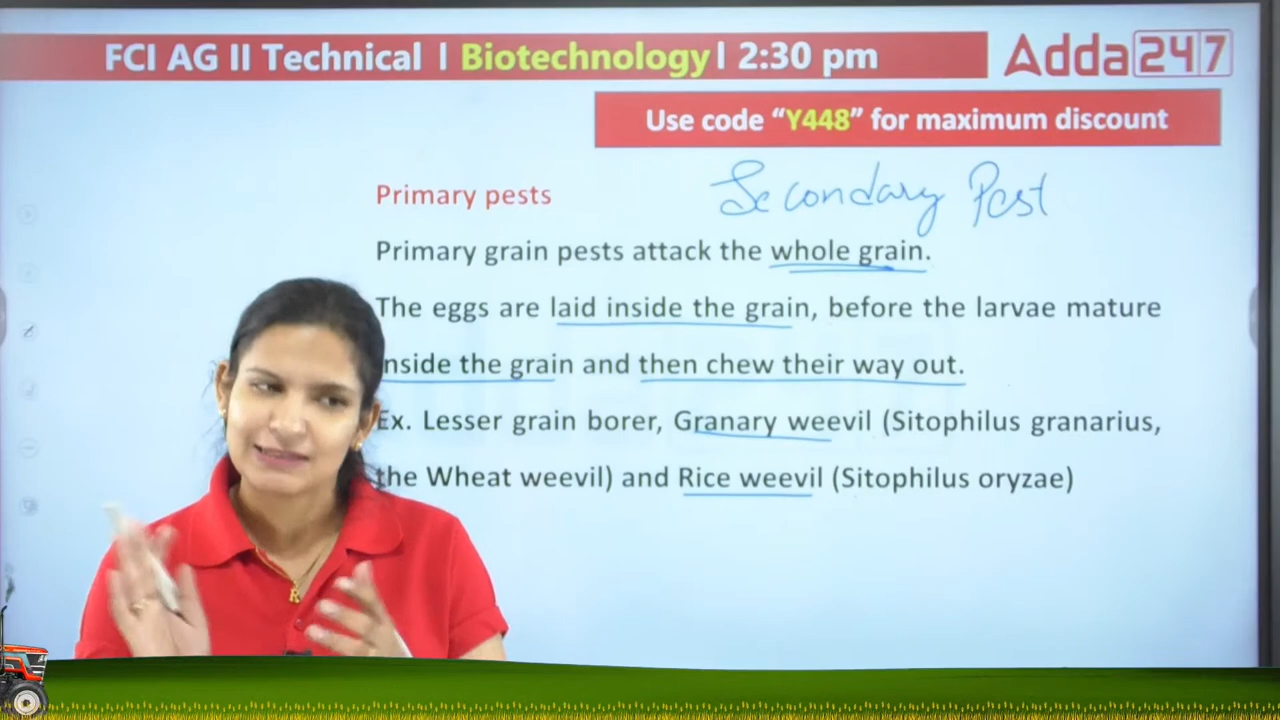 FCI AG II Technical I Biotechnology I 2:30 pm
Adda247
Use code “Y448” for maximum discount
Primary pests
Secondary Pest
Primary grain pests attack the whole grain.
The eggs are laid inside the grain, before the larvae mature
inside the grain and then chew their way out.
Ex. Lesser grain borer, Granary weevil (Sitophilus granarius,
the Wheat weevil) and Rice weevil (Sitophilus oryzae)
R